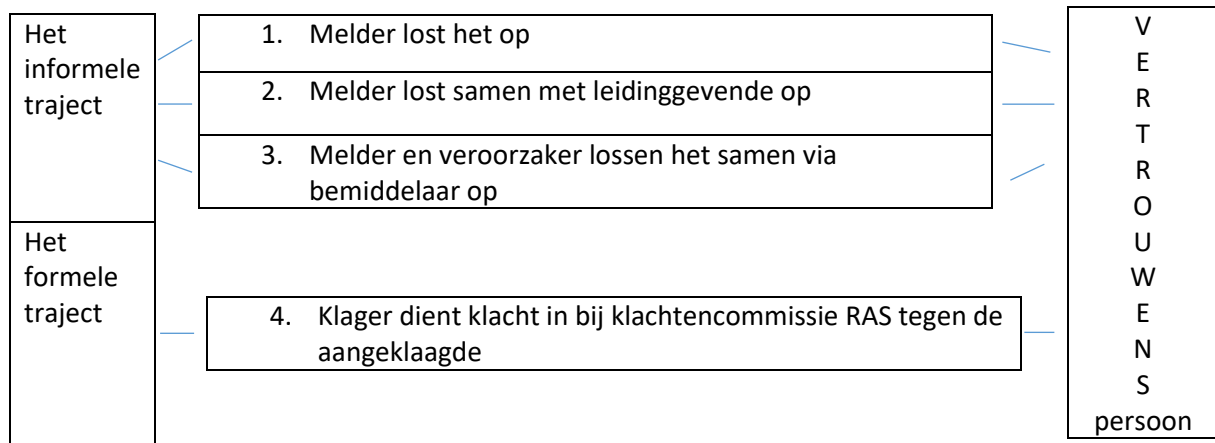 Het
informele
traject
1. Melder lost het op
2. Melder lost samen met leidinggevende op
3. Melder en veroorzaker lossen het samen via
bemiddelaar op
Het
formele
traject
4. Klager dient klacht in bij klachtencommissie RAS tegen de
aangeklaagde
V
E
R
T
R
O
U
W
E
N
S
persoon